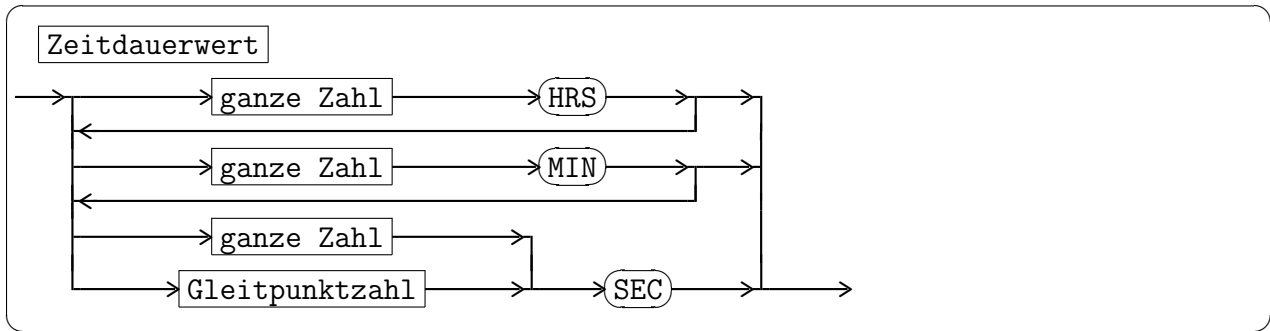 Zeitdauerwert
ganze Zahl HRS
ganze Zahl MIN
ganze Zahl
Gleitpunktzahl SEC